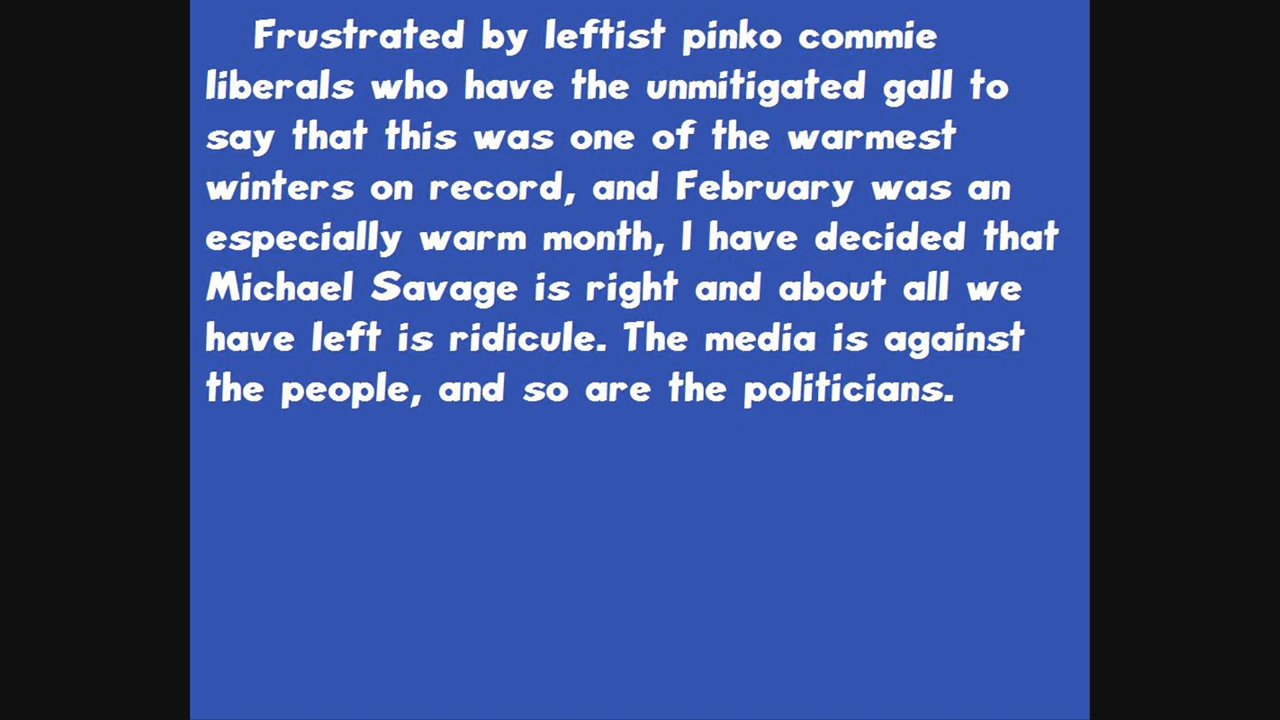 Frustrated by leftist pinko commie
liberals who have the unmitigated gall to
say that this was one of the warmest
winters on record, and February was an
especially warm month, I have decided that
Michael Savage is right and about all we
have left is ridicule. The media is against
the people, and so are the politicians.